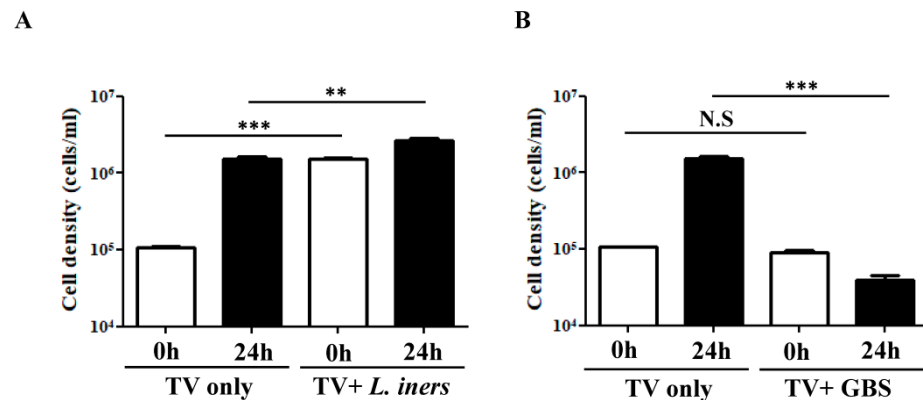 A
Cell density (cells/ml)
10⁷
10⁶
10⁵
10⁴
**
***
0h 24h 0h 24h
TV only TV+ L. iners
B
Cell density (cells/ml)
10⁷
10⁶
10⁵
10⁴
***
N.S
0h 24h 0h 24h
TV only TV+ GBS